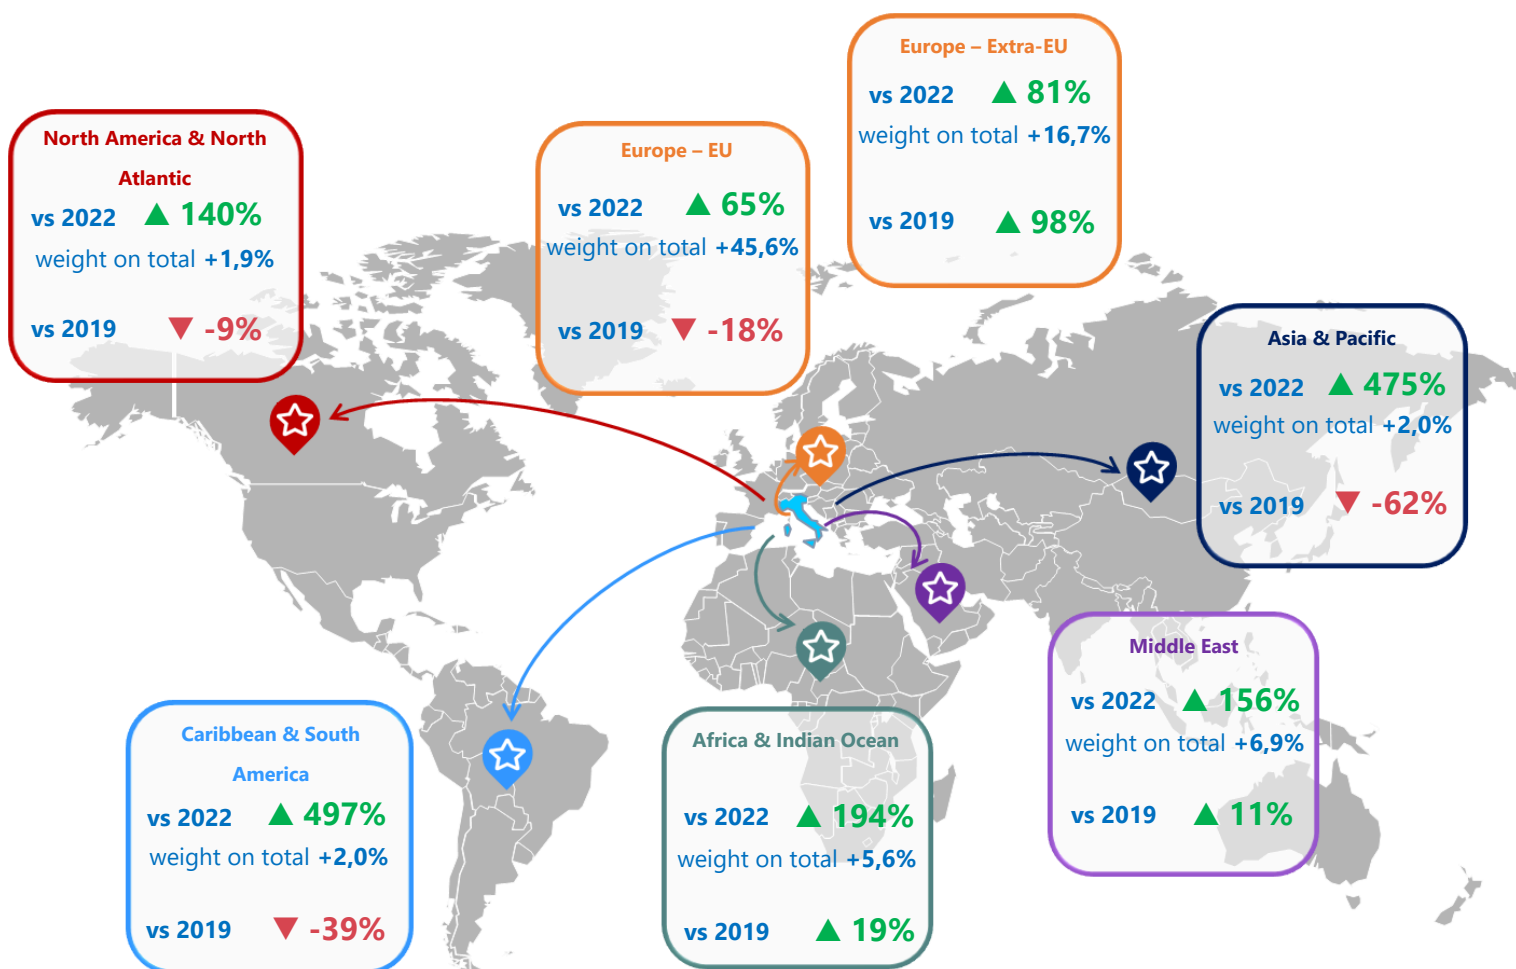 Europe – Extra-EU
vs 2022 ▲ 81%
weight on total +16,7%
vs 2019 ▲ 98%
North America & North
Atlantic
vs 2022 ▲ 140%
weight on total +1,9%
vs 2019 ▼ -9%
Europe – EU
vs 2022 ▲ 65%
weight on total +45,6%
vs 2019 ▼ -18%
Asia & Pacific
vs 2022 ▲ 475%
weight on total +2,0%
vs 2019 ▼ -62%
Middle East
vs 2022 ▲ 156%
weight on total +6,9%
vs 2019 ▲ 11%
Caribbean & South
America
vs 2022 ▲ 497%
weight on total +2,0%
vs 2019 ▼ -39%
Africa & Indian Ocean
vs 2022 ▲ 194%
weight on total +5,6%
vs 2019 ▲ 19%